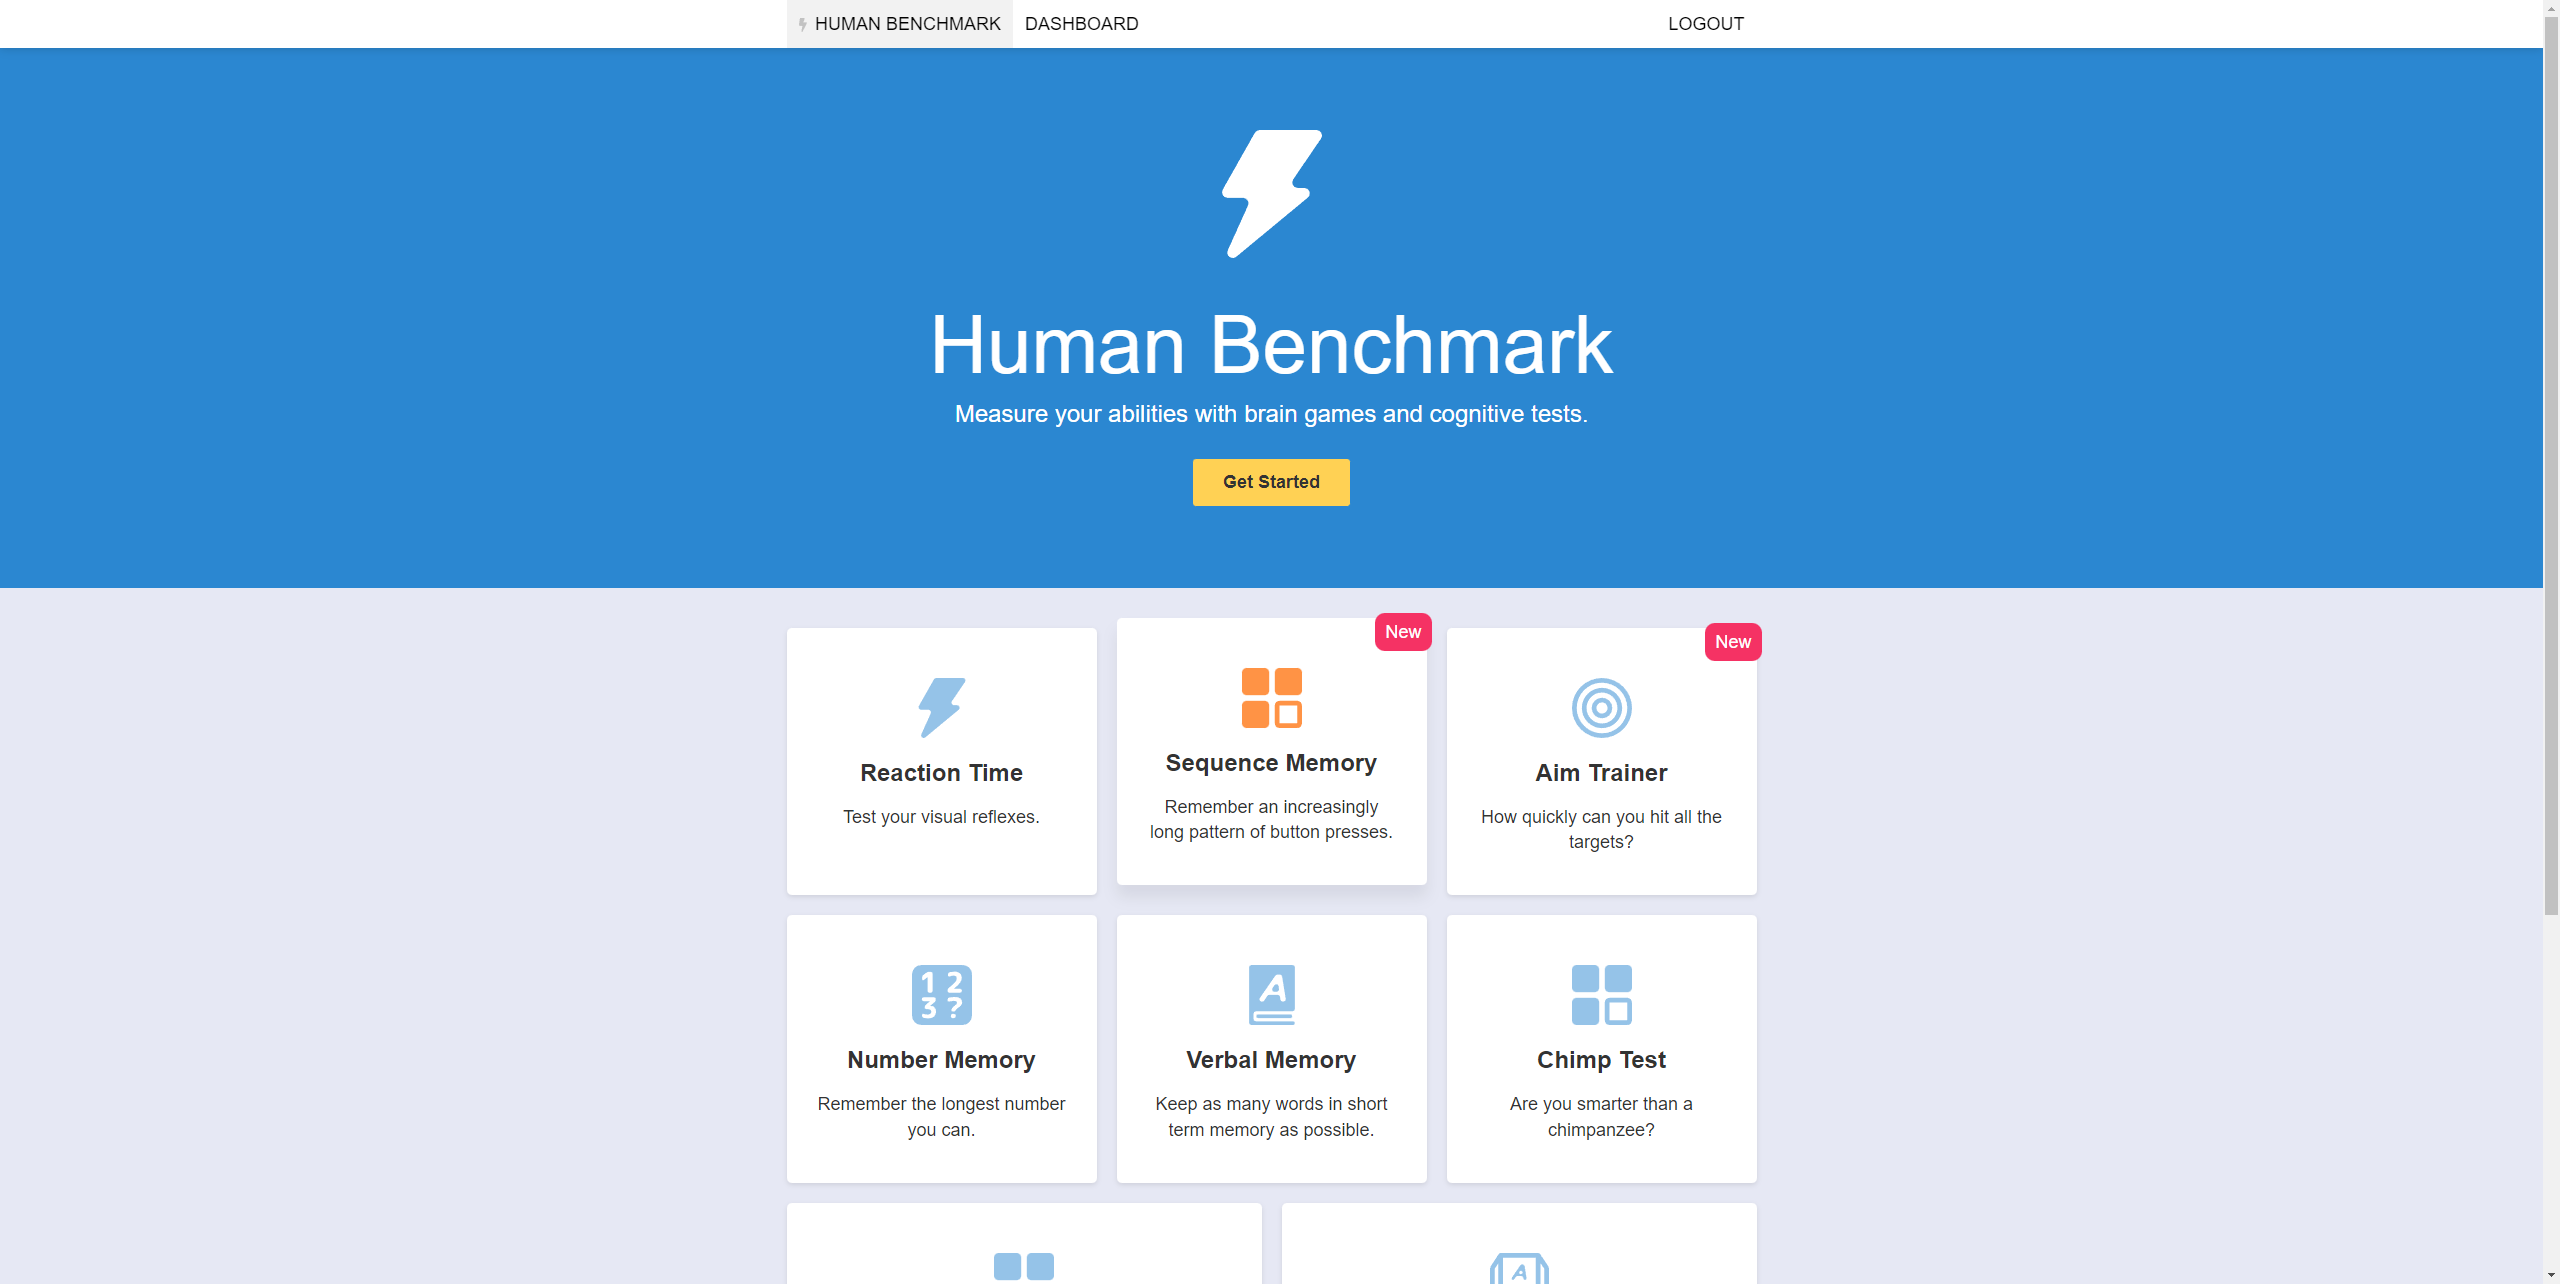 HUMAN BENCHMARK DASHBOARD LOGOUT
Human Benchmark
Measure your abilities with brain games and cognitive tests.
Get Started
Reaction Time
Test your visual reflexes.
New
Sequence Memory
Remember an increasingly
long pattern of button presses.
New
Aim Trainer
How quickly can you hit all the
targets?
1 2
3 ?
Number Memory
Remember the longest number
you can.
A
Verbal Memory
Keep as many words in short
term memory as possible.
Chimp Test
Are you smarter than a
chimpanzee?
A